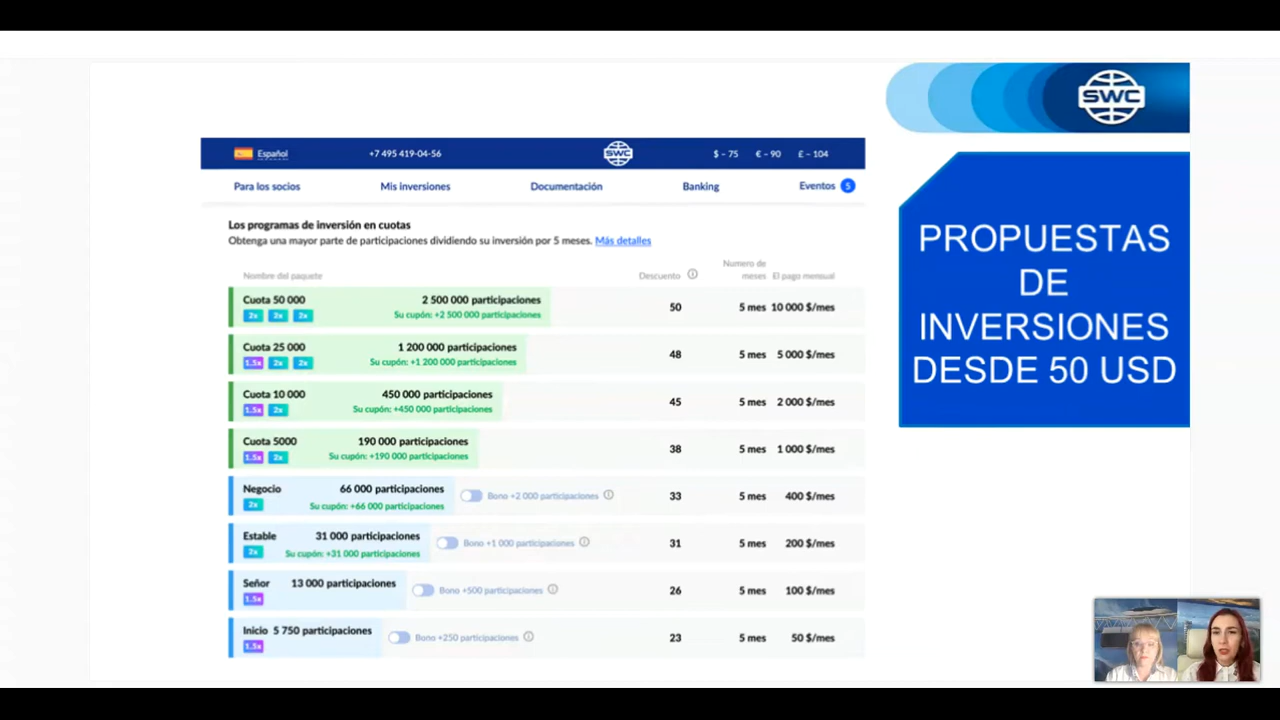 SWC
Español
+7 495 419-04-56
SWC
$ – 75 € – 90 £ – 104
Para los socios Mis inversiones Documentación Banking Eventos 5
Los programas de inversión en cuotas
Obtenga una mayor parte de participaciones dividiendo su inversión por 5 meses. Más detalles
Nombre del paquete Descuento Numero de meses El pago mensual
Cuota 50 000 2 500 000 participaciones 50 5 mes 10 000 $/mes
2x 2x 2x Su cupón: +2 500 000 participaciones
Cuota 25 000 1 200 000 participaciones 48 5 mes 5 000 $/mes
1.5x 2x 2x Su cupón: +1 200 000 participaciones
Cuota 10 000 450 000 participaciones 45 5 mes 2 000 $/mes
1.5x 2x Su cupón: +450 000 participaciones
Cuota 5000 190 000 participaciones 38 5 mes 1 000 $/mes
1.5x 2x Su cupón: +190 000 participaciones
Negocio 66 000 participaciones Bono +2 000 participaciones 33 5 mes 400 $/mes
2x Su cupón: +66 000 participaciones
Estable 31 000 participaciones Bono +1 000 participaciones 31 5 mes 200 $/mes
2x Su cupón: +31 000 participaciones
Señor 13 000 participaciones Bono +500 participaciones 26 5 mes 100 $/mes
1.5x
Inicio 5 750 participaciones Bono +250 participaciones 23 5 mes 50 $/mes
1.5x
PROPUESTAS
DE
INVERSIONES
DESDE 50 USD